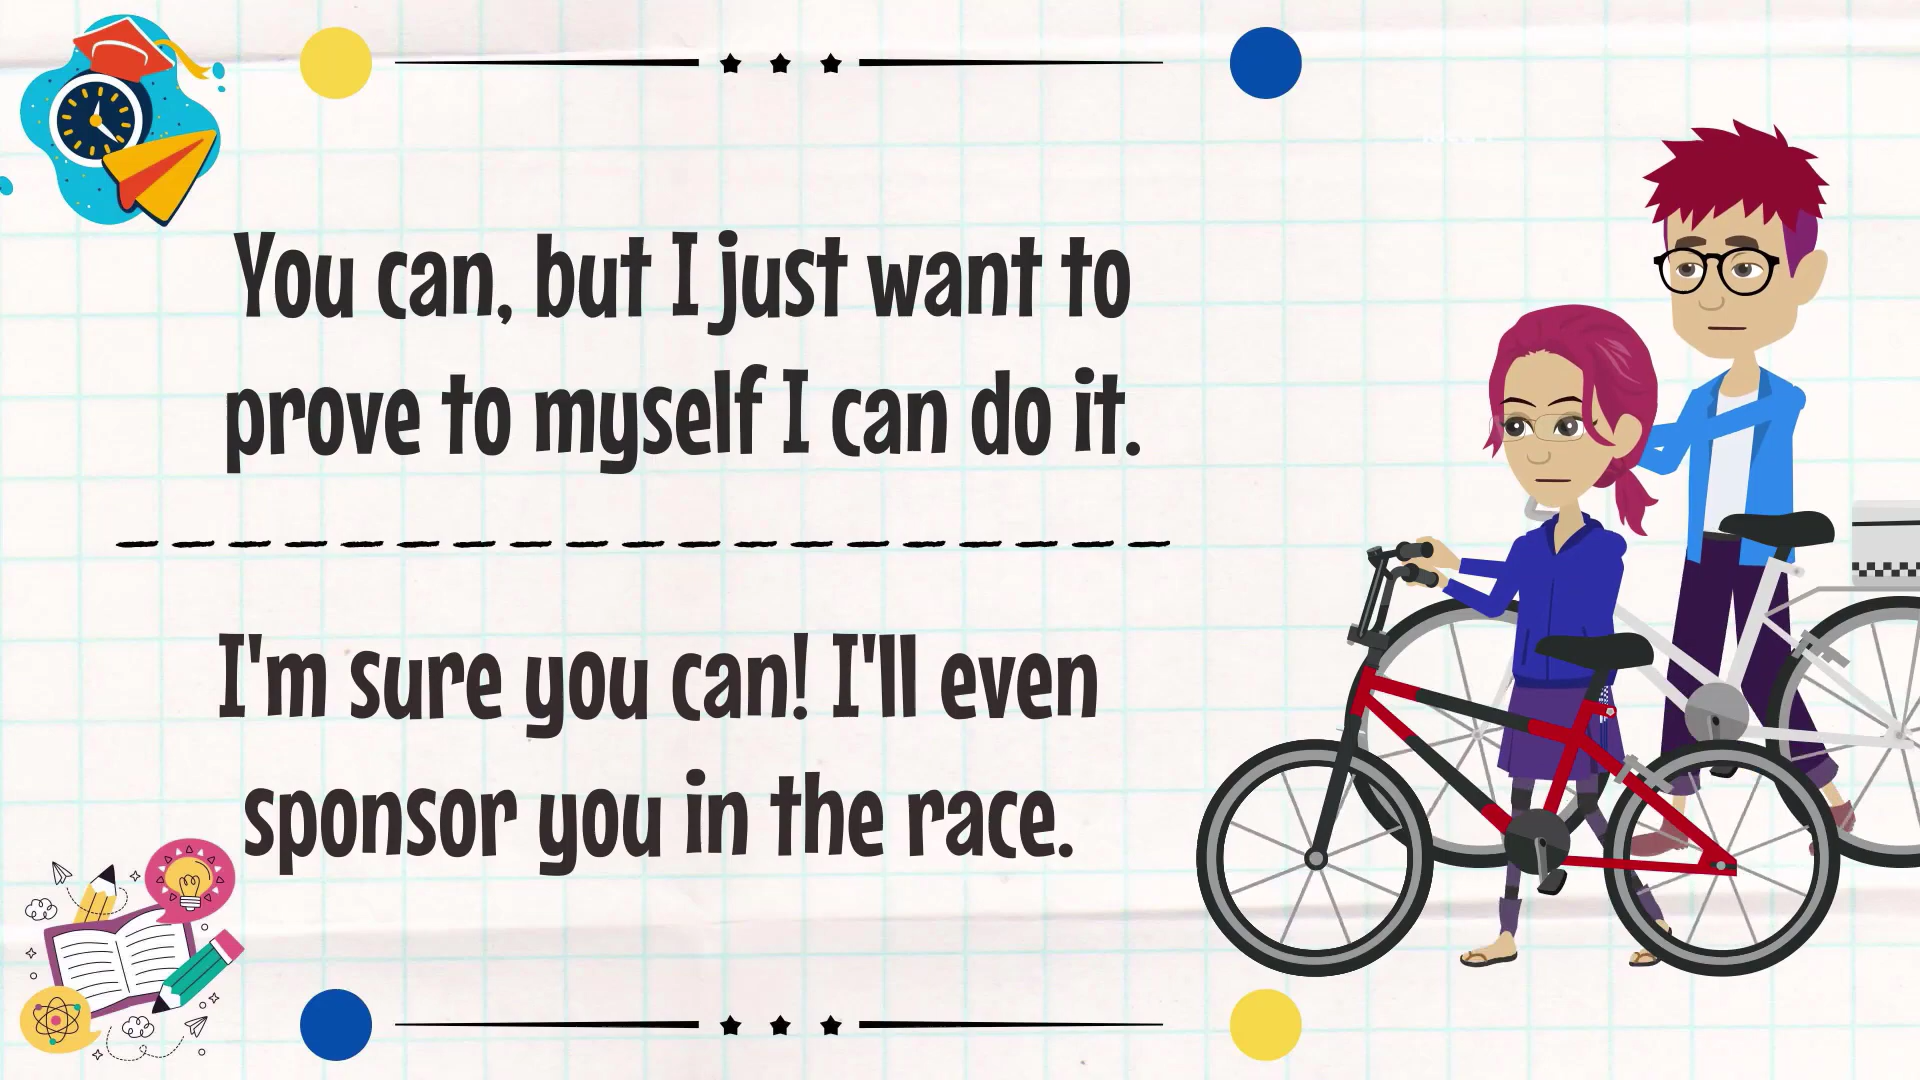 You can, but I just want to
prove to myself I can do it.
I'm sure you can! I'll even
sponsor you in the race.